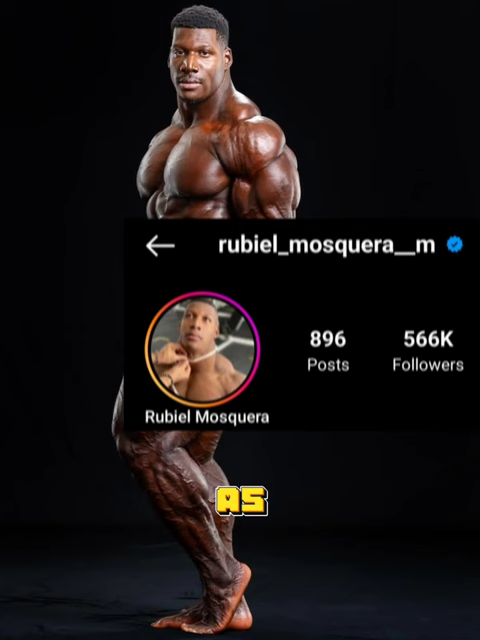 rubiel_mosquera__m
896
566K
Posts
Followers
Rubiel Mosquera
AS